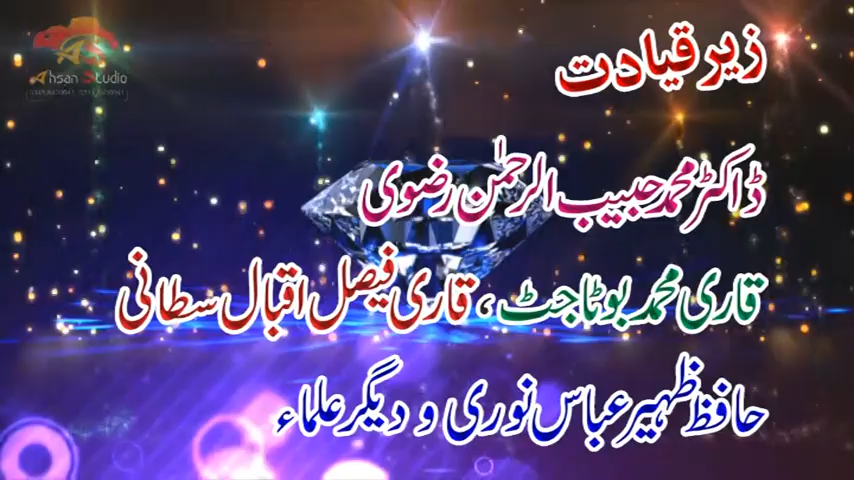 Ahsan Studio
زیر قیادت
ڈاکٹر محمد حبیب الرحمٰن رضوی
قاری محمد بوٹا جٹ ، قاری فیصل اقبال سطانی
حافظ ظہیر عباس نوری و دیگر علماء